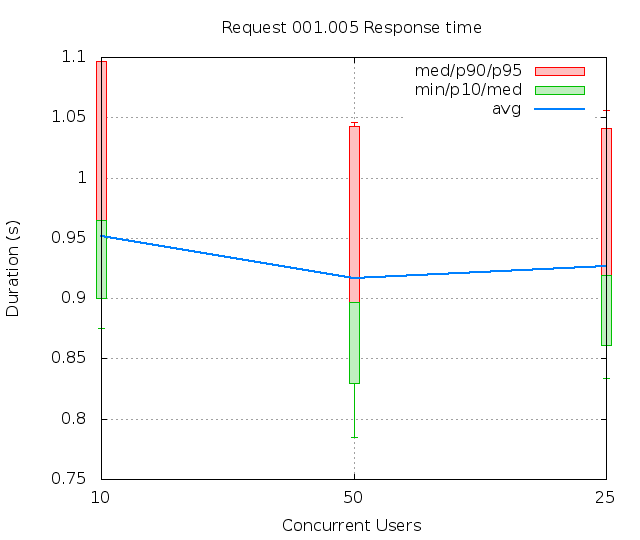 Request 001.005 Response time
1.1
med/p90/p95
min/p10/med
avg
1.05
1
0.95
0.9
0.85
0.8
0.75
Duration (s)
10
50
25
Concurrent Users